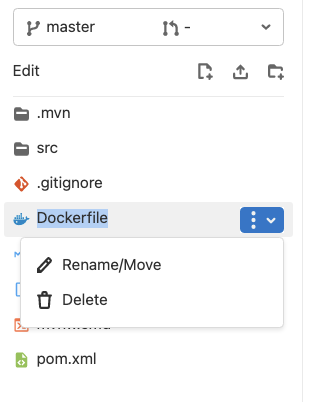 master
-
Edit
.mvn
src
.gitignore
Dockerfile
Rename/Move
Delete
pom.xml